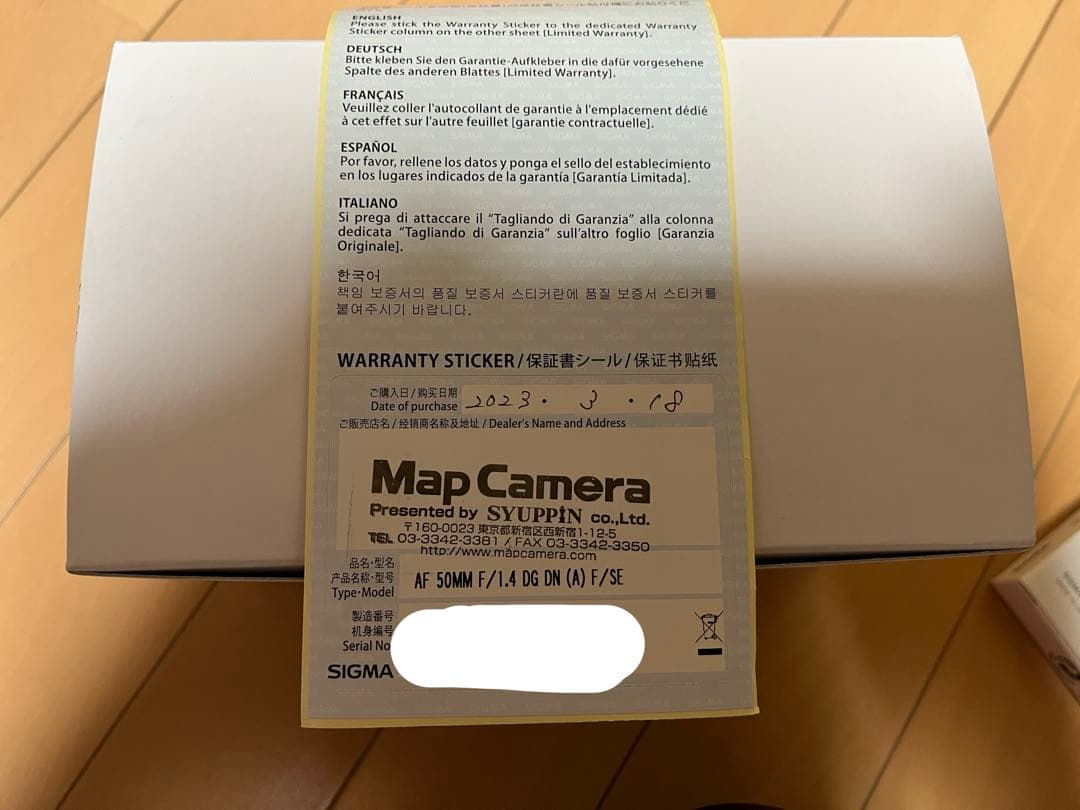 ENGLISH
Please stick the Warranty Sticker to the dedicated Warranty
Sticker column on the other sheet [Limited Warranty].
DEUTSCH
Bitte kleben Sie den Garantie-Aufkleber in die dafür vorgesehene
Spalte des anderen Blattes [Limited Warranty].
FRANÇAIS
Veuillez coller l'autocollant de garantie à l'emplacement dédié
à cet effet sur l'autre feuillet [garantie contractuelle].
ESPAÑOL
Por favor, rellene los datos y ponga el sello del establecimiento
en los lugares indicados de la garantía [Garantía Limitada].
ITALIANO
Si prega di attaccare il “Tagliando di Garanzia” alla colonna
dedicata “Tagliando di Garanzia” sull'altro foglio [Garanzia
Originale].
한국어
책임 보증서의 품질 보증서 스티커란에 품질 보증서 스티커를
붙여주시기 바랍니다.
WARRANTY STICKER/保証書シール/保证书贴纸
ご購入日/购买日期
Date of purchase 2023・3・18
ご販売店名/经销商名称及地址/Dealer's Name and Address
Map Camera
Presented by SYUPPIN co.,Ltd.
〒160-0023 東京都新宿区西新宿1-12-5
TEL 03-3342-3381 / FAX 03-3342-3350
http://www.mapcamera.com
品名・型名
产品名称・型号
Type・Model AF 50MM F/1.4 DG DN (A) F/SE
製造番号
机身编号
Serial No
SIGMA